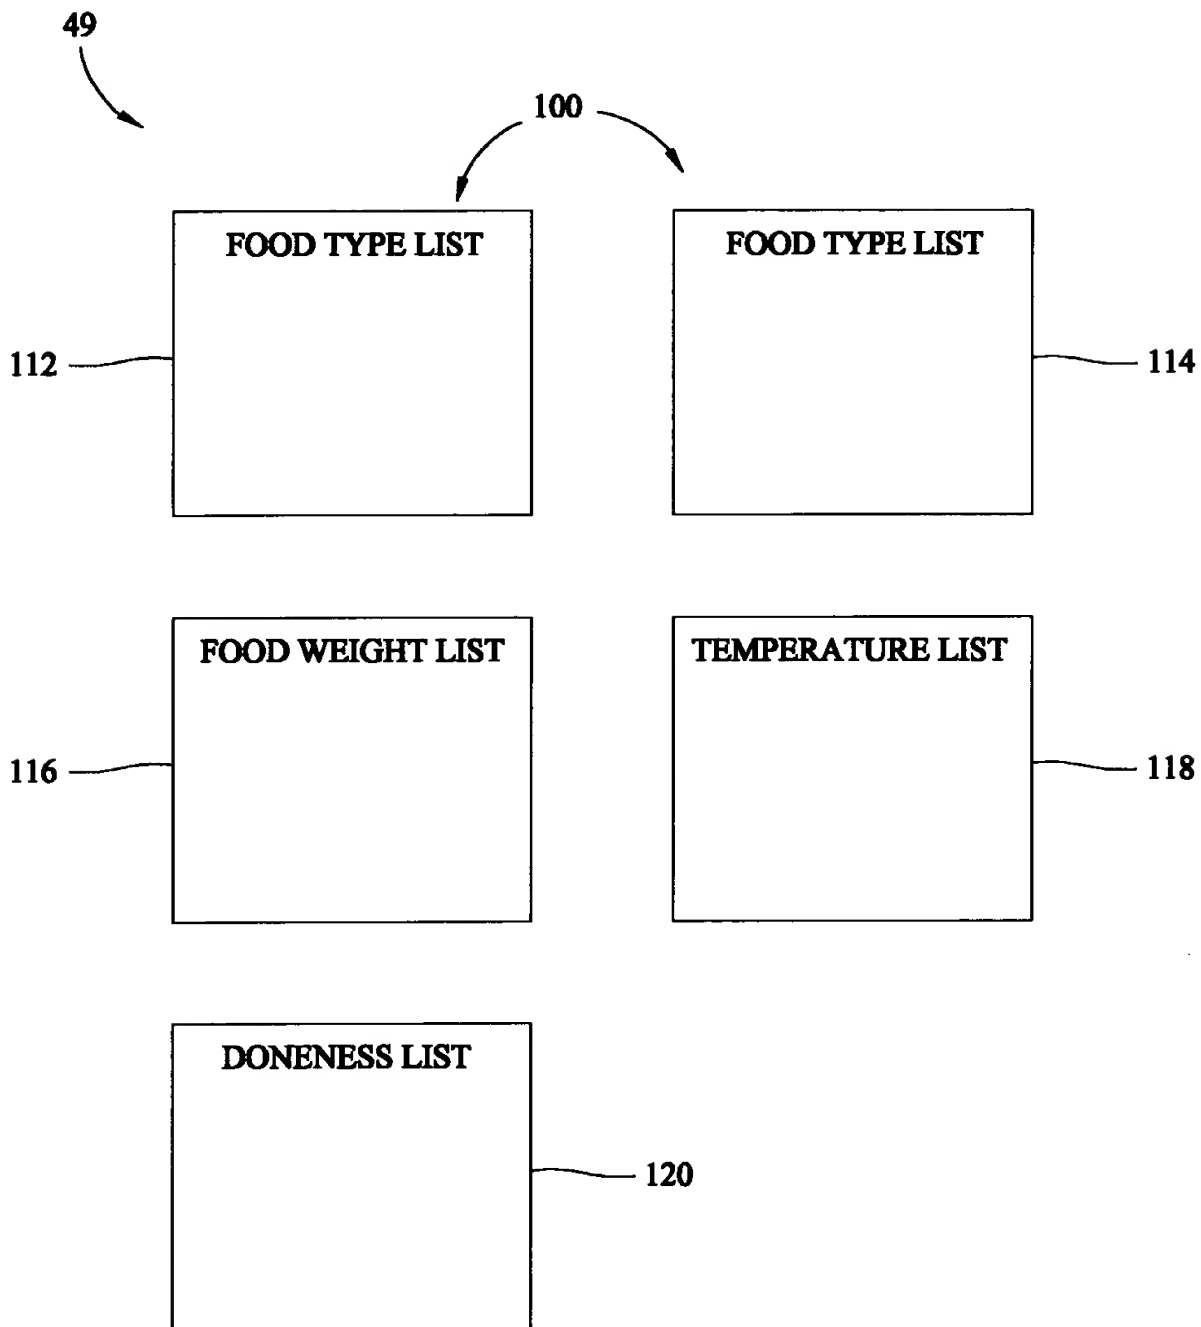 49
100
FOOD TYPE LIST
FOOD TYPE LIST
112
114
FOOD WEIGHT LIST
TEMPERATURE LIST
116
118
DONENESS LIST
120